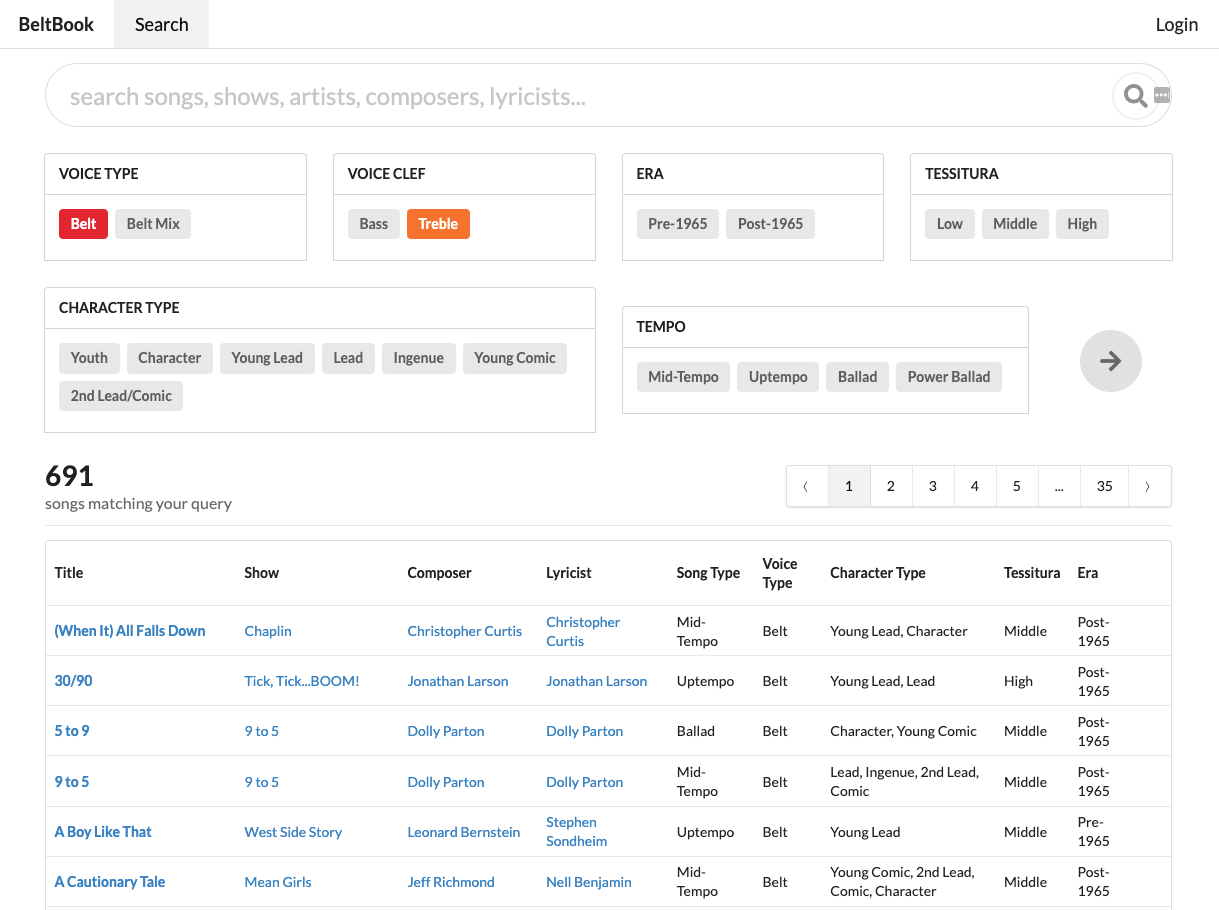 BeltBook Search Login
search songs, shows, artists, composers, lyricists...
VOICE TYPE VOICE CLEF ERA TESSITURA
Belt Belt Mix Bass Treble Pre-1965 Post-1965 Low Middle High
CHARACTER TYPE
TEMPO
Youth Character Young Lead Lead Ingenue Young Comic
2nd Lead/Comic
Mid-Tempo Uptempo Ballad Power Ballad
691
songs matching your query
〈 1 2 3 4 5 ... 35 〉
Title Show Composer Lyricist Song Type Voice Type Character Type Tessitura Era
(When It) All Falls Down Chaplin Christopher Curtis Christopher Curtis Mid-Tempo Belt Young Lead, Character Middle Post-1965
30/90 Tick, Tick...BOOM! Jonathan Larson Jonathan Larson Uptempo Belt Young Lead, Lead High Post-1965
5 to 9 9 to 5 Dolly Parton Dolly Parton Ballad Belt Character, Young Comic Middle Post-1965
9 to 5 9 to 5 Dolly Parton Dolly Parton Mid-Tempo Belt Lead, Ingenue, 2nd Lead, Comic Middle Post-1965
A Boy Like That West Side Story Leonard Bernstein Stephen Sondheim Uptempo Belt Young Lead Middle Pre-1965
A Cautionary Tale Mean Girls Jeff Richmond Nell Benjamin Mid-Tempo Belt Young Comic, 2nd Lead, Comic, Character Middle Post-1965